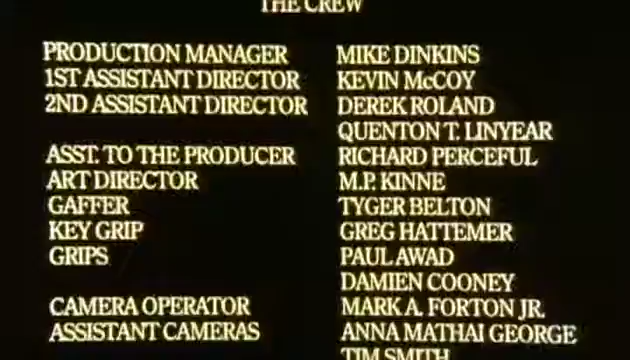 THE CREW
PRODUCTION MANAGER MIKE DINKINS
1ST ASSISTANT DIRECTOR KEVIN McCOY
2ND ASSISTANT DIRECTOR DEREK ROLAND
QUENTON T. LINYEAR
ASST. TO THE PRODUCER RICHARD PERCEFUL
ART DIRECTOR M.P. KINNE
GAFFER TYGER BELTON
KEY GRIP GREG HATTEMER
GRIPS PAUL AWAD
DAMIEN COONEY
CAMERA OPERATOR MARK A. FORTON JR.
ASSISTANT CAMERAS ANNA MATHAI GEORGE
TIM SMITH